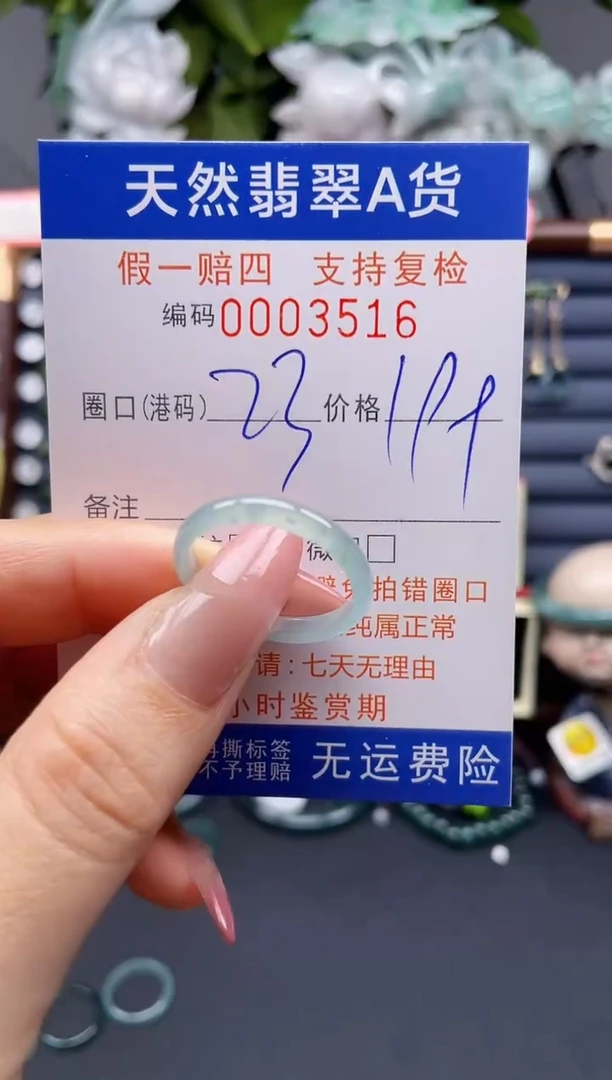 天然翡翠A货
假一赔四 支持复检
编码0003516
圈口(港码) 23 价格
备注
微
拍错圈口
纯属正常
请:七天无理由
小时鉴赏期
撕标签
不予理赔
无运费险